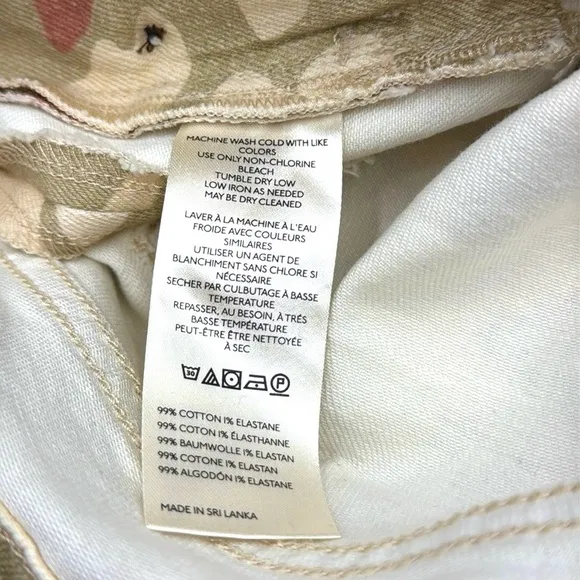 MACHINE WASH COLD WITH LIKE
COLORS
USE ONLY NON-CHLORINE
BLEACH
TUMBLE DRY LOW
LOW IRON AS NEEDED
MAY BE DRY CLEANED
LAVER À LA MACHINE À L'EAU
FROIDE AVEC COULEURS
SIMILAIRES
UTILISER UN AGENT DE
BLANCHIMENT SANS CHLORE SI
NÉCESSAIRE
SECHER PAR CULBUTAGE À BASSE
TEMPERATURE
REPASSER, AU BESOIN, À TRÉS
BASSE TEMPÉRATURE
PEUT-ÊTRE ÊTRE NETTOYÉE
À SEC
30 P
99% COTTON 1% ELASTANE
99% COTON 1% ÉLASTHANNE
99% BAUMWOLLE 1% ELASTAN
99% COTONE 1% ELASTAN
99% ALGODÓN 1% ELASTANE
MADE IN SRI LANKA